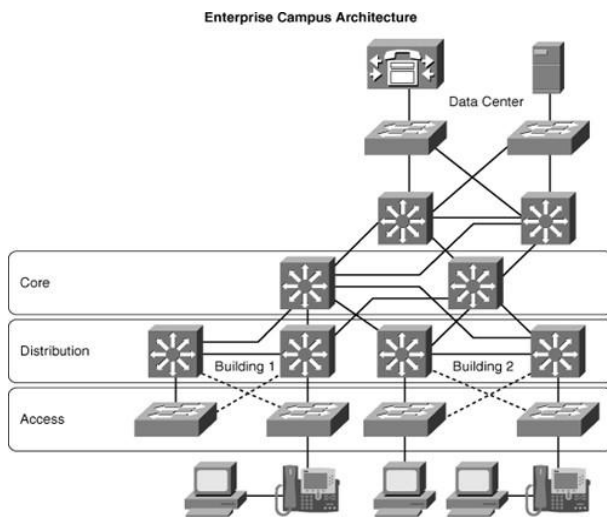 Enterprise Campus Architecture
Data Center
Core
Distribution
Building 1
Building 2
Access